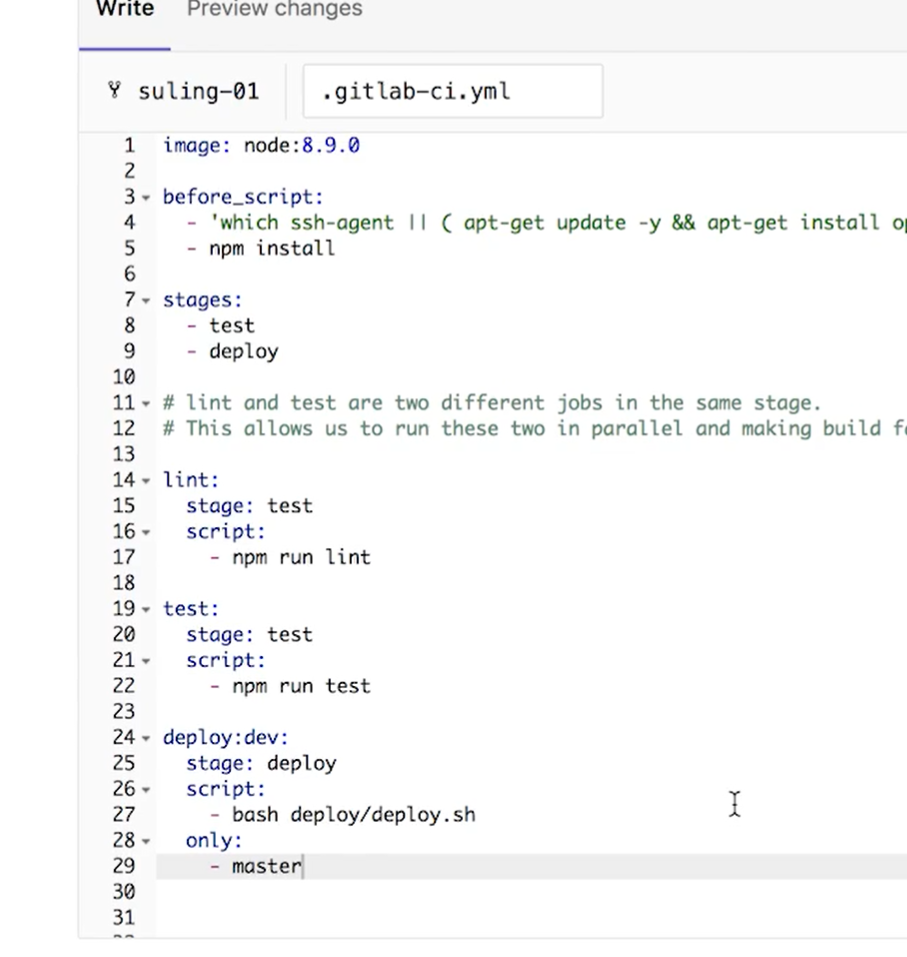 Write Preview changes
suling-01 .gitlab-ci.yml
1 image: node:8.9.0
2
3 before_script:
4   - 'which ssh-agent || ( apt-get update -y && apt-get install
5   - npm install
6
7 stages:
8   - test
9   - deploy
10
11 # lint and test are two different jobs in the same stage.
12 # This allows us to run these two in parallel and making build
13
14 lint:
15   stage: test
16   script:
17     - npm run lint
18
19 test:
20   stage: test
21   script:
22     - npm run test
23
24 deploy:dev:
25   stage: deploy
26   script:
27     - bash deploy/deploy.sh
28   only:
29     - master
30
31